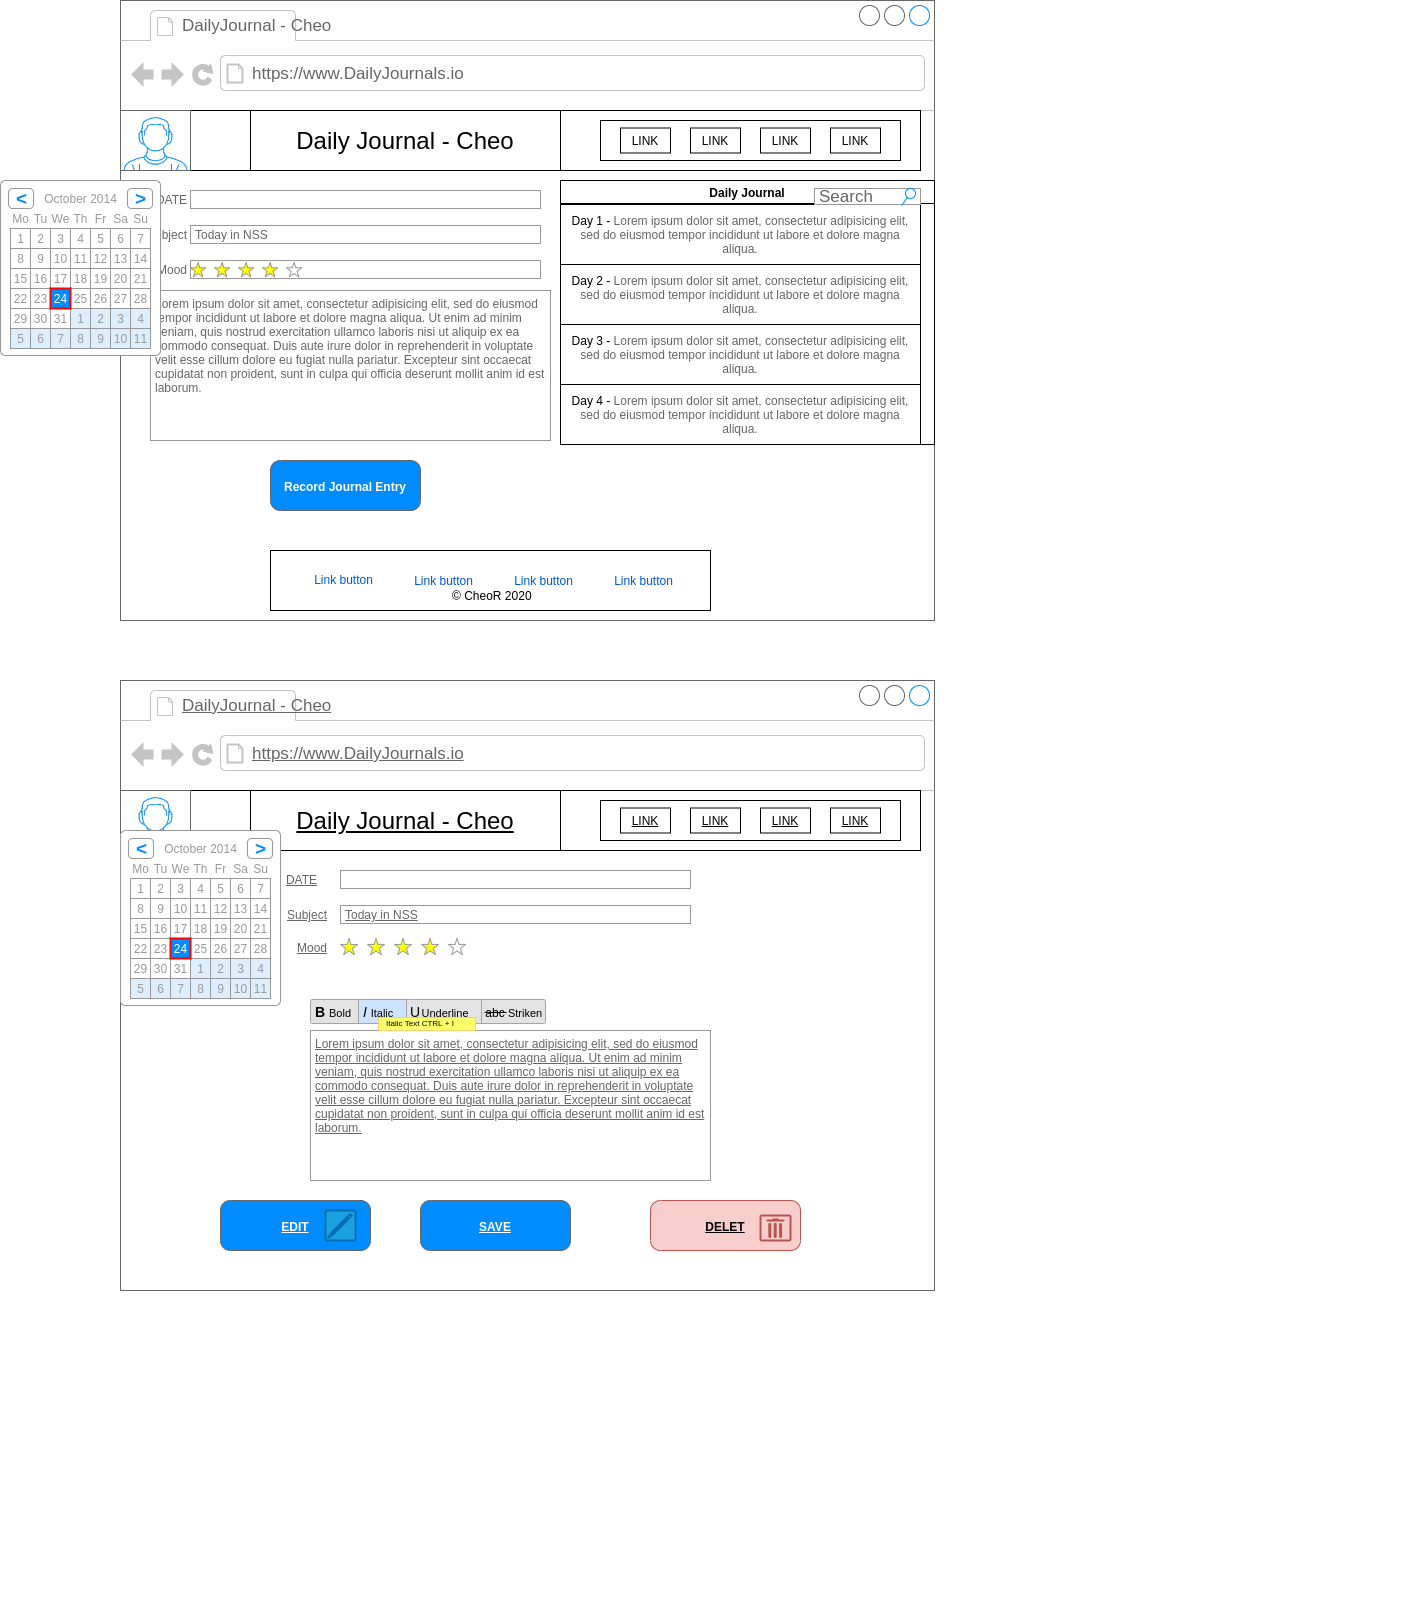 DailyJournal - Cheo
https://www.DailyJournals.io
Daily Journal - Cheo
LINK LINK LINK LINK
< October 2014 >
Mo Tu We Th Fr Sa Su
1 2 3 4 5 6 7
8 9 10 11 12 13 14
15 16 17 18 19 20 21
22 23 24 25 26 27 28
29 30 31 1 2 3 4
5 6 7 8 9 10 11
DATE
bject Today in NSS
Mood
orem ipsum dolor sit amet, consectetur adipisicing elit, sed do eiusmod
tempor incididunt ut labore et dolore magna aliqua. Ut enim ad minim
veniam, quis nostrud exercitation ullamco laboris nisi ut aliquip ex ea
commodo consequat. Duis aute irure dolor in reprehenderit in voluptate
velit esse cillum dolore eu fugiat nulla pariatur. Excepteur sint occaecat
cupidatat non proident, sunt in culpa qui officia deserunt mollit anim id est
laborum.
Daily Journal Search
Day 1 - Lorem ipsum dolor sit amet, consectetur adipisicing elit,
sed do eiusmod tempor incididunt ut labore et dolore magna
aliqua.
Day 2 - Lorem ipsum dolor sit amet, consectetur adipisicing elit,
sed do eiusmod tempor incididunt ut labore et dolore magna
aliqua.
Day 3 - Lorem ipsum dolor sit amet, consectetur adipisicing elit,
sed do eiusmod tempor incididunt ut labore et dolore magna
aliqua.
Day 4 - Lorem ipsum dolor sit amet, consectetur adipisicing elit,
sed do eiusmod tempor incididunt ut labore et dolore magna
aliqua.
Record Journal Entry
Link button Link button Link button Link button
© CheoR 2020
DailyJournal - Cheo
https://www.DailyJournals.io
Daily Journal - Cheo
LINK LINK LINK LINK
< October 2014 >
Mo Tu We Th Fr Sa Su
1 2 3 4 5 6 7
8 9 10 11 12 13 14
15 16 17 18 19 20 21
22 23 24 25 26 27 28
29 30 31 1 2 3 4
5 6 7 8 9 10 11
DATE
Subject Today in NSS
Mood
B Bold I Italic U Underline abc Striken
Italic Text CTRL + I
Lorem ipsum dolor sit amet, consectetur adipisicing elit, sed do eiusmod
tempor incididunt ut labore et dolore magna aliqua. Ut enim ad minim
veniam, quis nostrud exercitation ullamco laboris nisi ut aliquip ex ea
commodo consequat. Duis aute irure dolor in reprehenderit in voluptate
velit esse cillum dolore eu fugiat nulla pariatur. Excepteur sint occaecat
cupidatat non proident, sunt in culpa qui officia deserunt mollit anim id est
laborum.
EDIT SAVE DELET